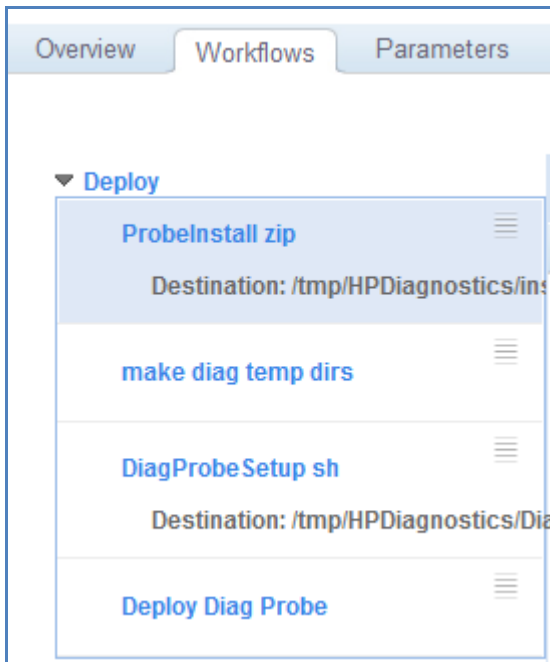 Overview Workflows Parameters
Deploy
ProbeInstall zip
Destination: /tmp/HPDiagnostics/ins
make diag temp dirs
DiagProbeSetup sh
Destination: /tmp/HPDiagnostics/Dia
Deploy Diag Probe